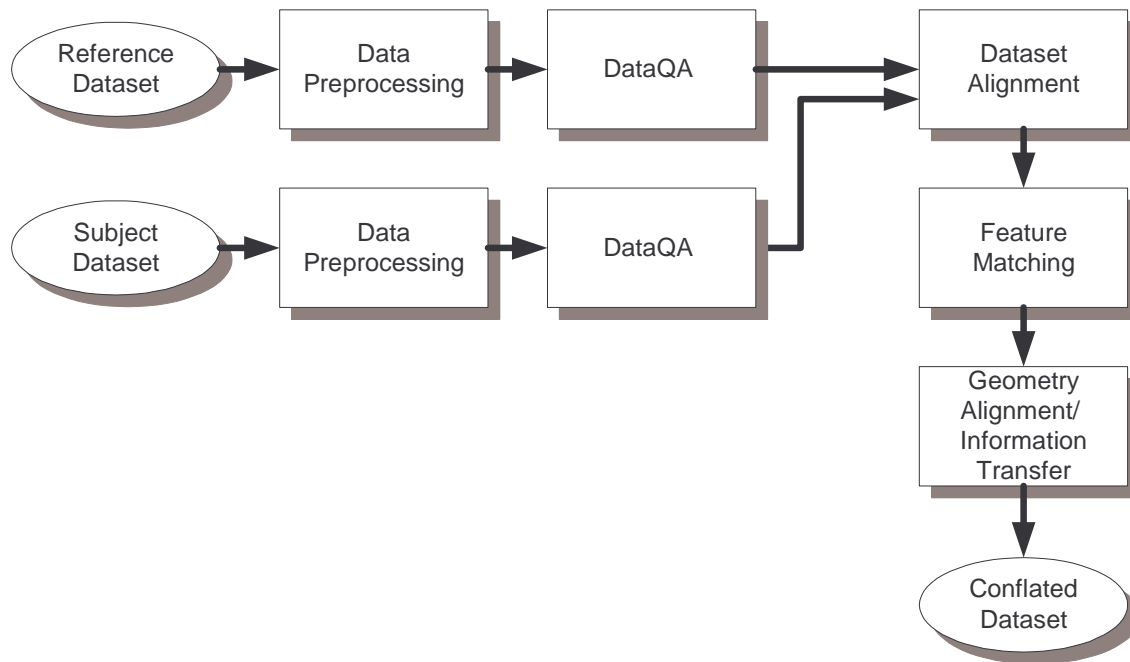 Reference
Dataset
Data
Preprocessing
DataQA
Dataset
Alignment
Subject
Dataset
Data
Preprocessing
DataQA
Feature
Matching
Geometry
Alignment/
Information
Transfer
Conflated
Dataset